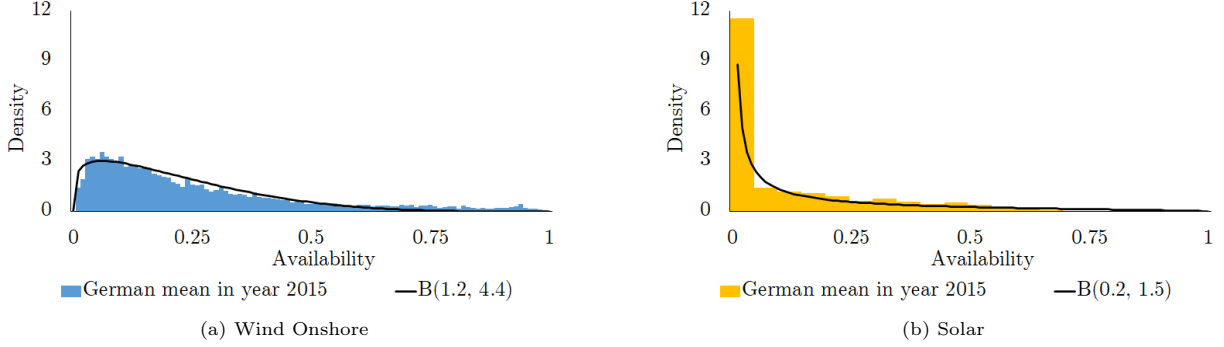 12
9
6
3
0
Density
0
0.25
0.5
0.75
1
Availability
German mean in year 2015
B(1.2, 4.4)
(a) Wind Onshore
12
9
6
3
0
Density
0
0.25
0.5
0.75
1
Availability
German mean in year 2015
B(0.2, 1.5)
(b) Solar